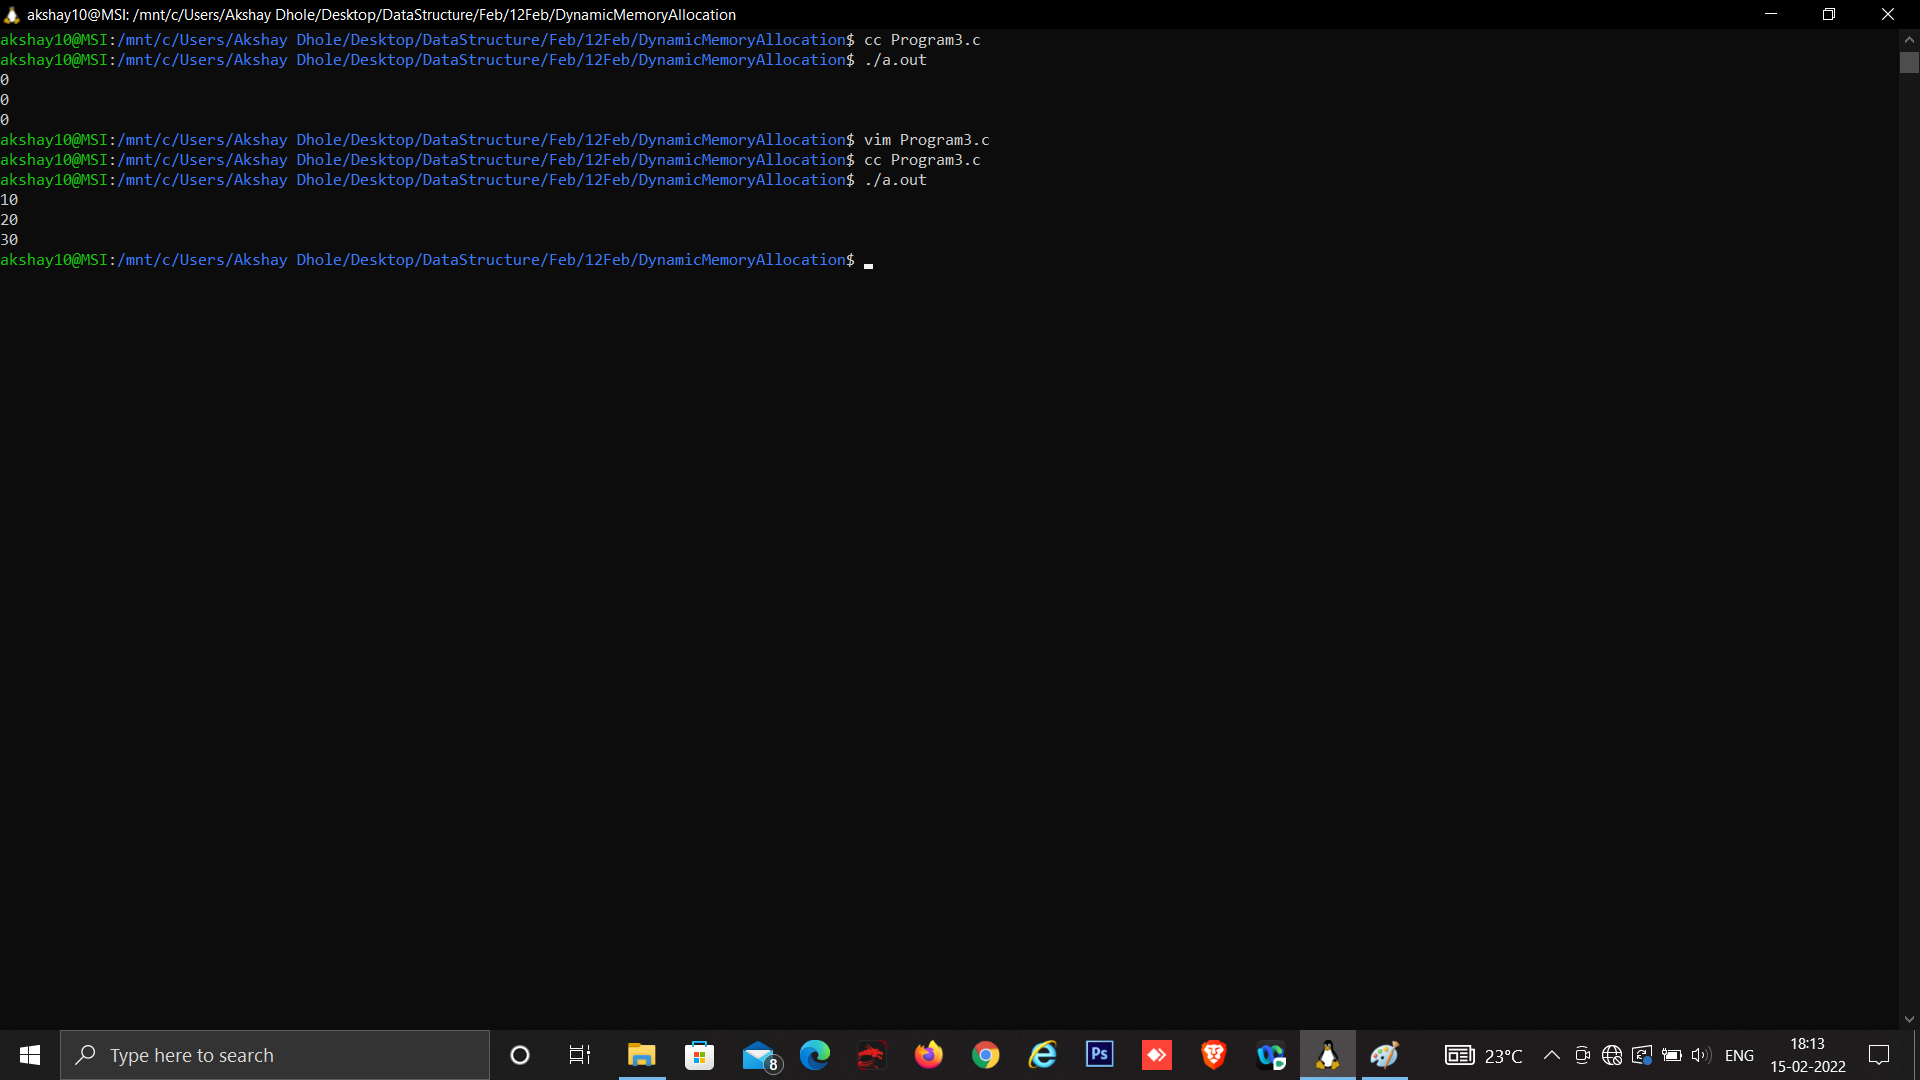 akshay10@MSI: /mnt/c/Users/Akshay Dhole/Desktop/DataStructure/Feb/12Feb/DynamicMemoryAllocation
akshay10@MSI:/mnt/c/Users/Akshay Dhole/Desktop/DataStructure/Feb/12Feb/DynamicMemoryAllocation$ cc Program3.c
akshay10@MSI:/mnt/c/Users/Akshay Dhole/Desktop/DataStructure/Feb/12Feb/DynamicMemoryAllocation$ ./a.out
0
0
0
akshay10@MSI:/mnt/c/Users/Akshay Dhole/Desktop/DataStructure/Feb/12Feb/DynamicMemoryAllocation$ vim Program3.c
akshay10@MSI:/mnt/c/Users/Akshay Dhole/Desktop/DataStructure/Feb/12Feb/DynamicMemoryAllocation$ cc Program3.c
akshay10@MSI:/mnt/c/Users/Akshay Dhole/Desktop/DataStructure/Feb/12Feb/DynamicMemoryAllocation$ ./a.out
10
20
30
akshay10@MSI:/mnt/c/Users/Akshay Dhole/Desktop/DataStructure/Feb/12Feb/DynamicMemoryAllocation$
Type here to search
8
Ps
23°C
ENG
18:13
15-02-2022